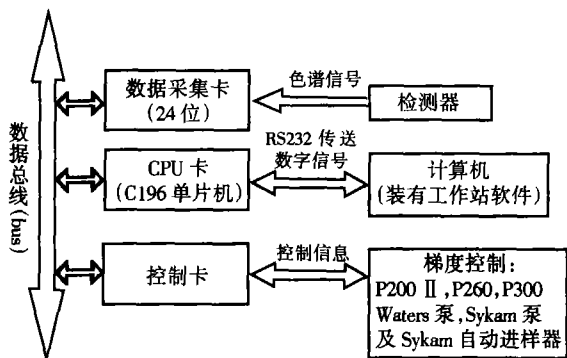 数据总线(bus)
数据采集卡
(24 位)
色谱信号
检测器
CPU 卡
(C196 单片机)
RS232 传送
数字信号
计算机
(装有工作站软件)
控制卡
控制信息
梯度控制:
P200 Ⅱ,P260,P300
Waters 泵,Sykam 泵
及 Sykam 自动进样器